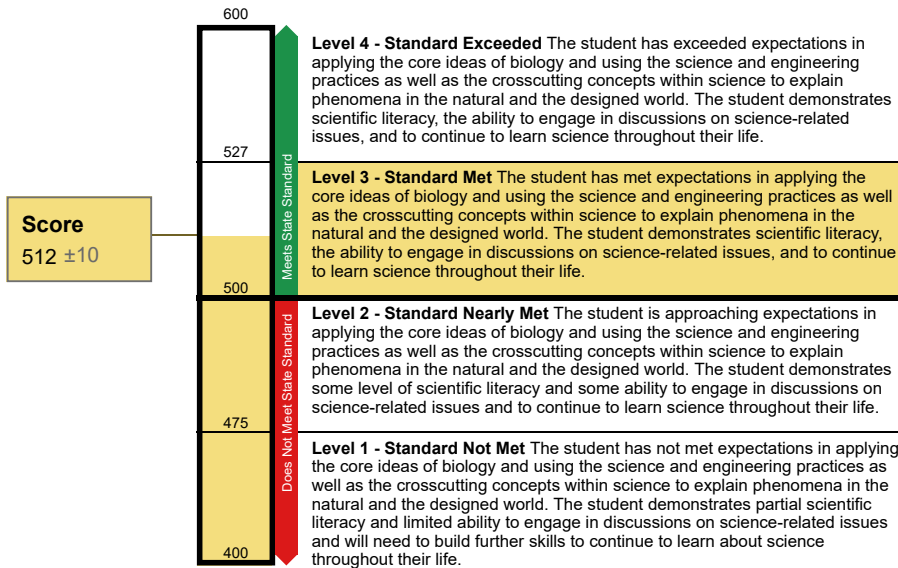 600
Level 4 - Standard Exceeded The student has exceeded expectations in
applying the core ideas of biology and using the science and engineering
practices as well as the crosscutting concepts within science to explain
phenomena in the natural and the designed world. The student demonstrates
scientific literacy, the ability to engage in discussions on science-related
issues, and to continue to learn science throughout their life.
527
Level 3 - Standard Met The student has met expectations in applying the
core ideas of biology and using the science and engineering practices as well
as the crosscutting concepts within science to explain phenomena in the
natural and the designed world. The student demonstrates scientific literacy,
the ability to engage in discussions on science-related issues, and to continue
to learn science throughout their life.
Meets State Standard
Score
512 ±10
500
Level 2 - Standard Nearly Met The student is approaching expectations in
applying the core ideas of biology and using the science and engineering
practices as well as the crosscutting concepts within science to explain
phenomena in the natural and the designed world. The student demonstrates
some level of scientific literacy and some ability to engage in discussions on
science-related issues and to continue to learn science throughout their life.
475
Does Not Meet State Standard
Level 1 - Standard Not Met The student has not met expectations in applying
the core ideas of biology and using the science and engineering practices as
well as the crosscutting concepts within science to explain phenomena in the
natural and the designed world. The student demonstrates partial scientific
literacy and limited ability to engage in discussions on science-related issues
and will need to build further skills to continue to learn about science
throughout their life.
400